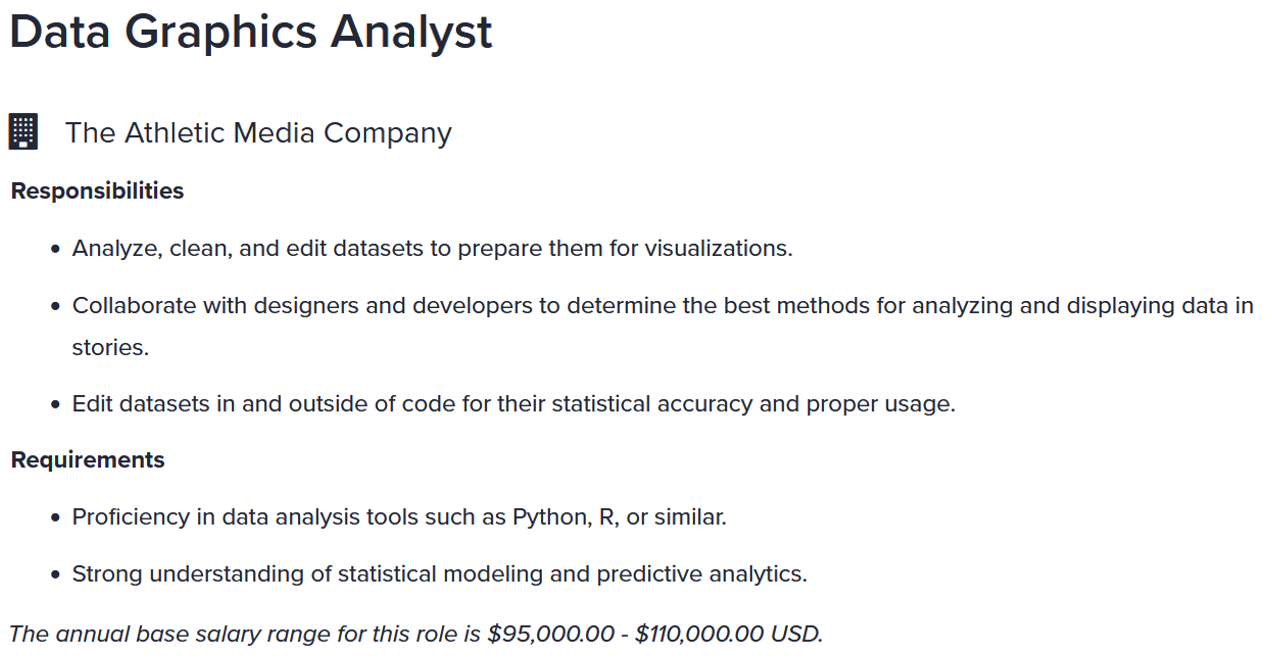 Data Graphics Analyst
The Athletic Media Company
Responsibilities
• Analyze, clean, and edit datasets to prepare them for visualizations.
• Collaborate with designers and developers to determine the best methods for analyzing and displaying data in
stories.
• Edit datasets in and outside of code for their statistical accuracy and proper usage.
Requirements
• Proficiency in data analysis tools such as Python, R, or similar.
• Strong understanding of statistical modeling and predictive analytics.
The annual base salary range for this role is $95,000.00 - $110,000.00 USD.